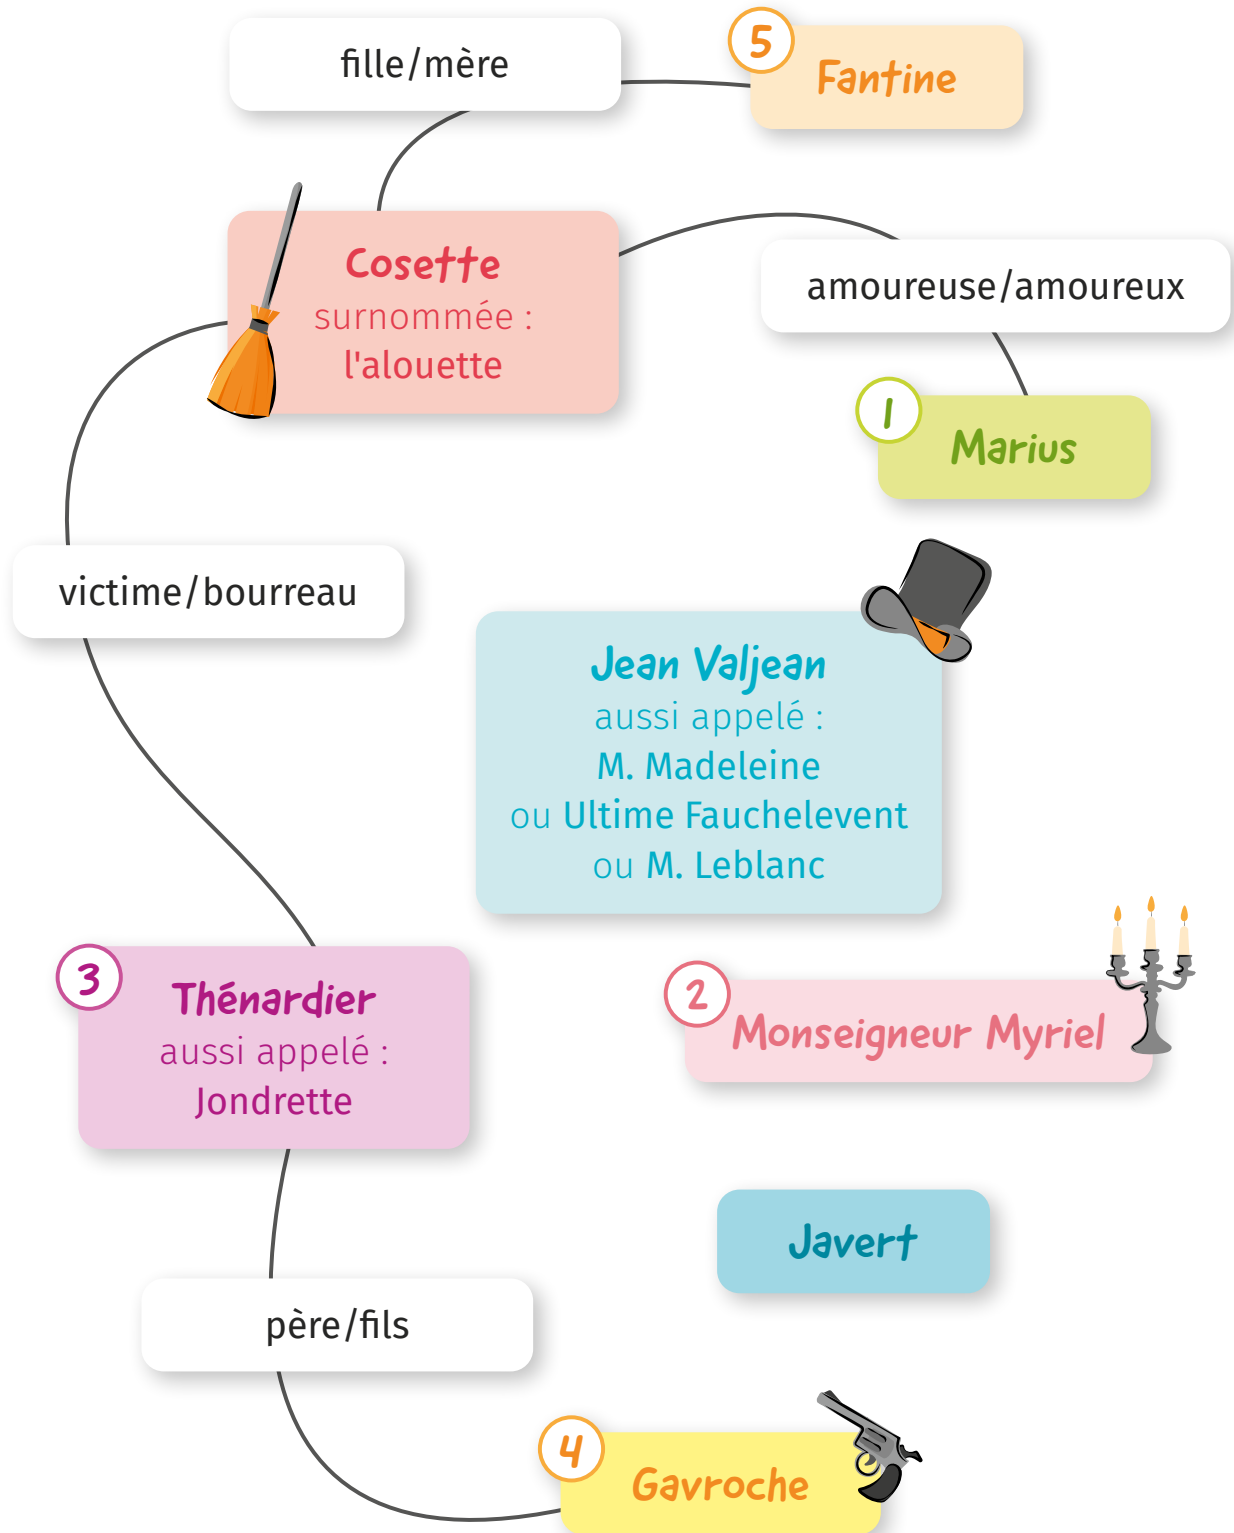 fille/mère
5
Fantine
Cosette
surnommée :
l'alouette
amoureuse/amoureux
1
Marius
victime/bourreau
Jean Valjean
aussi appelé :
M. Madeleine
ou Ultime Fauchelevent
ou M. Leblanc
3
Thénardier
aussi appelé :
Jondrette
2
Monseigneur Myriel
Javert
père/fils
4
Gavroche